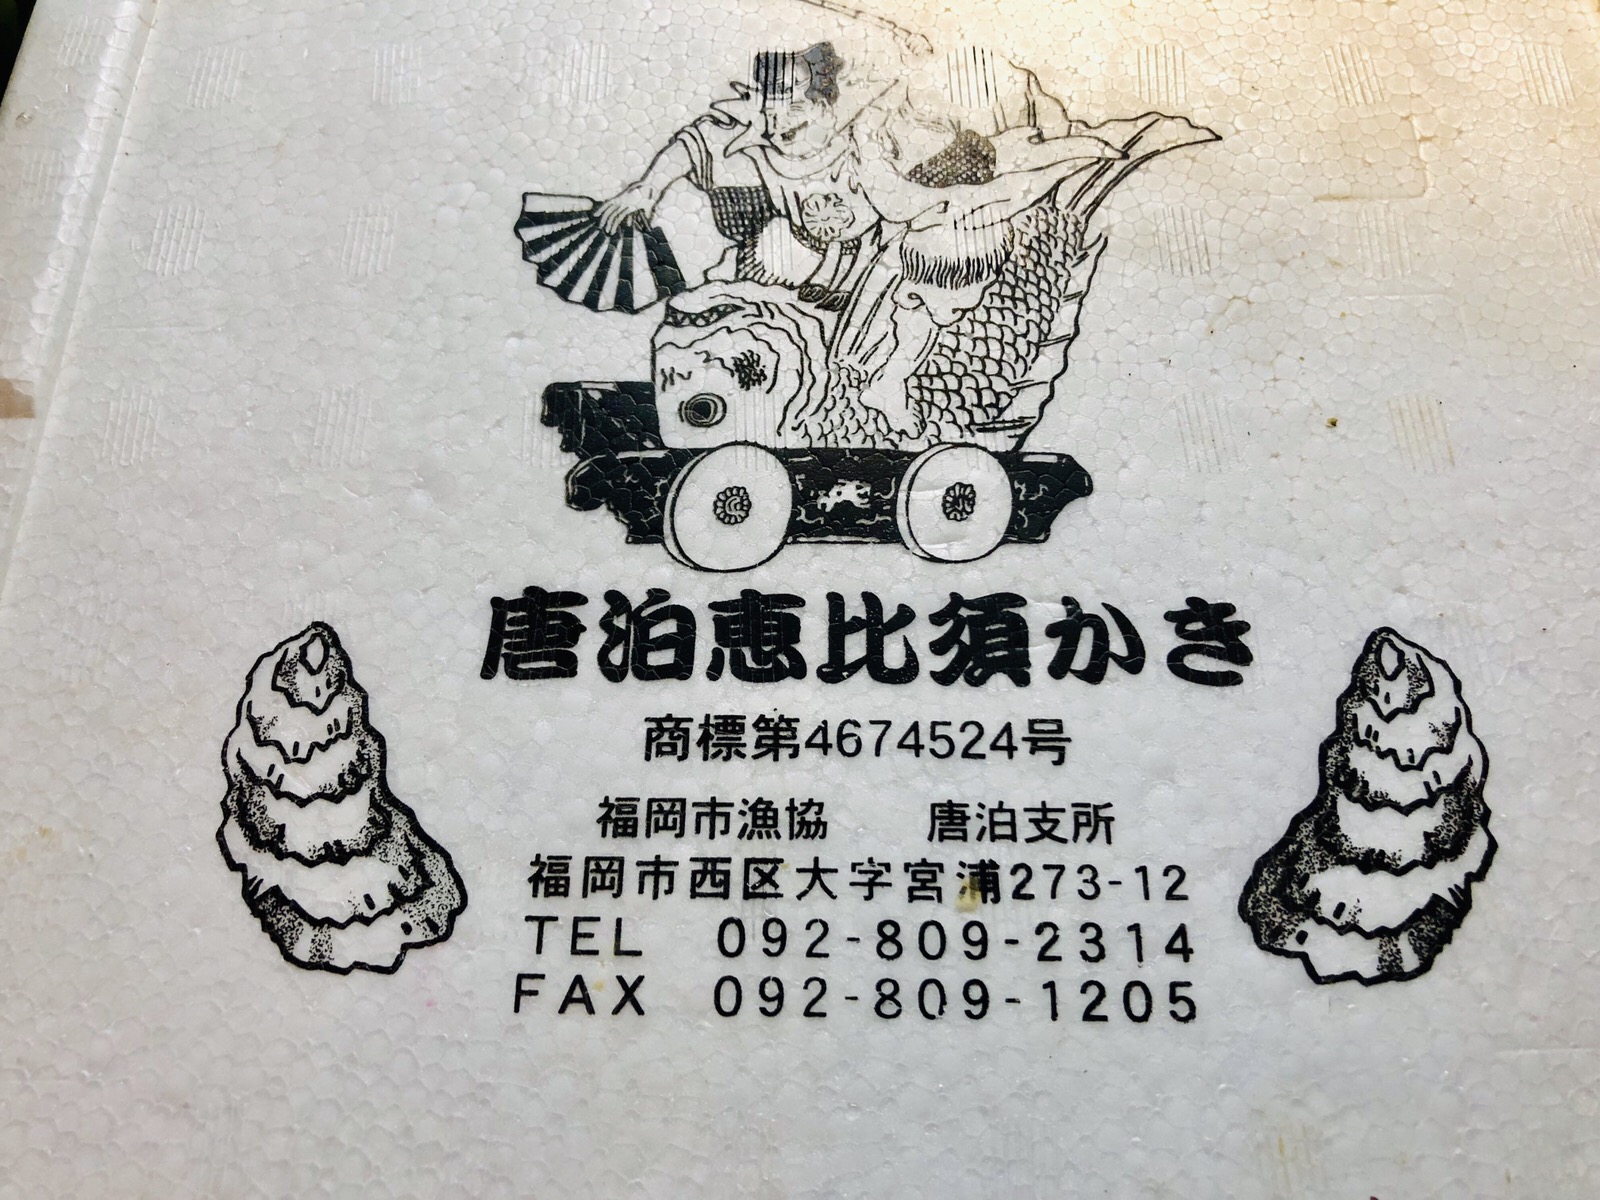 唐泊恵比須かき
商標第4674524号
福岡市漁協　　唐泊支所
福岡市西区大字宮浦273-12
TEL　092-809-2314
FAX　092-809-1205